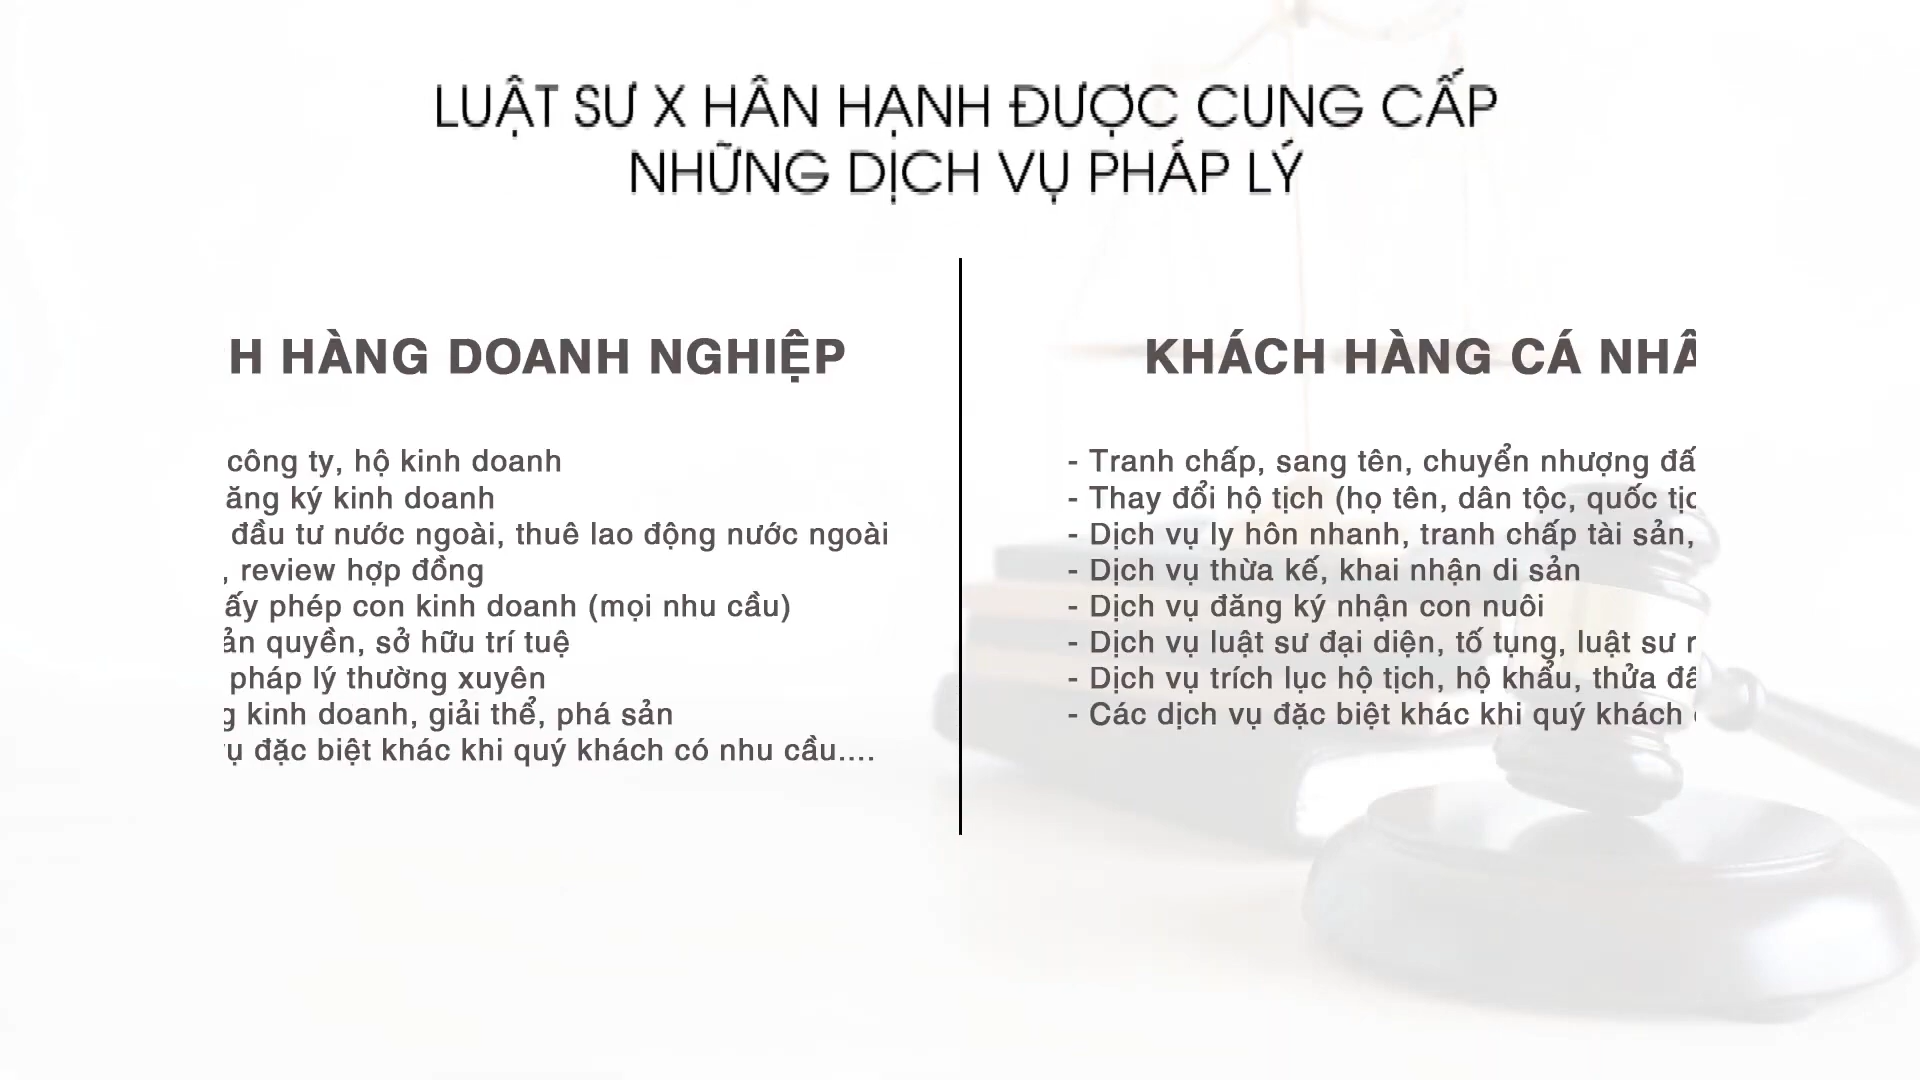 LUẬT SƯ X HÂN HẠNH ĐƯỢC CUNG CẤP
NHỮNG DỊCH VỤ PHÁP LÝ
H HÀNG DOANH NGHIỆP
công ty, hộ kinh doanh
ăng ký kinh doanh
đầu tư nước ngoài, thuê lao động nước ngoài
, review hợp đồng
ấy phép con kinh doanh (mọi nhu cầu)
ản quyền, sở hữu trí tuệ
pháp lý thường xuyên
g kinh doanh, giải thể, phá sản
ụ đặc biệt khác khi quý khách có nhu cầu....
KHÁCH HÀNG CÁ NHÂ
- Tranh chấp, sang tên, chuyển nhượng đấ
- Thay đổi hộ tịch (họ tên, dân tộc, quốc tịc
- Dịch vụ ly hôn nhanh, tranh chấp tài sản,
- Dịch vụ thừa kế, khai nhận di sản
- Dịch vụ đăng ký nhận con nuôi
- Dịch vụ luật sư đại diện, tố tụng, luật sư
- Dịch vụ trích lục hộ tịch, hộ khẩu, thửa đấ
- Các dịch vụ đặc biệt khác khi quý khách